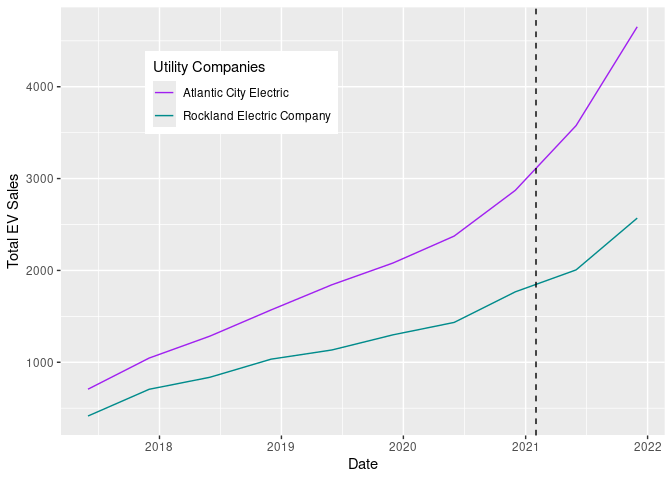 Utility Companies
Atlantic City Electric
Rockland Electric Company
Total EV Sales
4000
3000
2000
1000
2018 2019 2020 2021 2022
Date